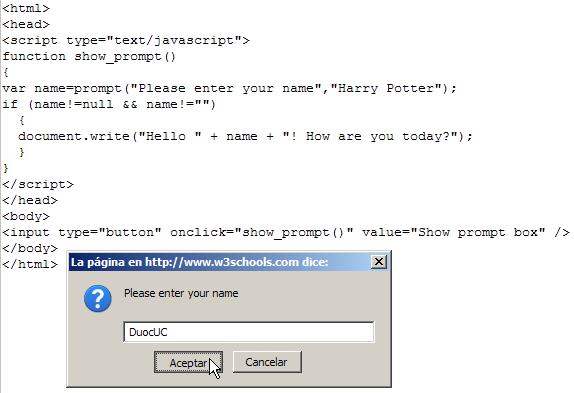 <html>
<head>
<script type="text/javascript">
function show_prompt()
{
var name=prompt("Please enter your name","Harry Potter");
if (name!=null && name!="")
  {
  document.write("Hello " + name + "! How are you today?");
  }
}
</script>
</head>
<body>
<input type="button" onclick="show_prompt()" value="Show prompt box" />
</body>
</html>
La página en http://www.w3schools.com dice:
Please enter your name
DuocUC
Aceptar Cancelar